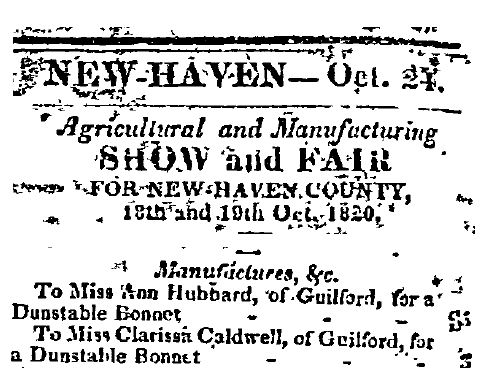 NEW-HAVEN—Oct. 24.
Agricultural and Manufacturing
SHOW and FAIR
FOR NEW-HAVEN COUNTY,
18th and 19th Oct. 1820,
Manufactures, &c.
To Miss Ann Hubbard, of Guilford, for a
Dunstable Bonnet
To Miss Clarissa Caldwell, of Guilford, for
a Dunstable Bonnet